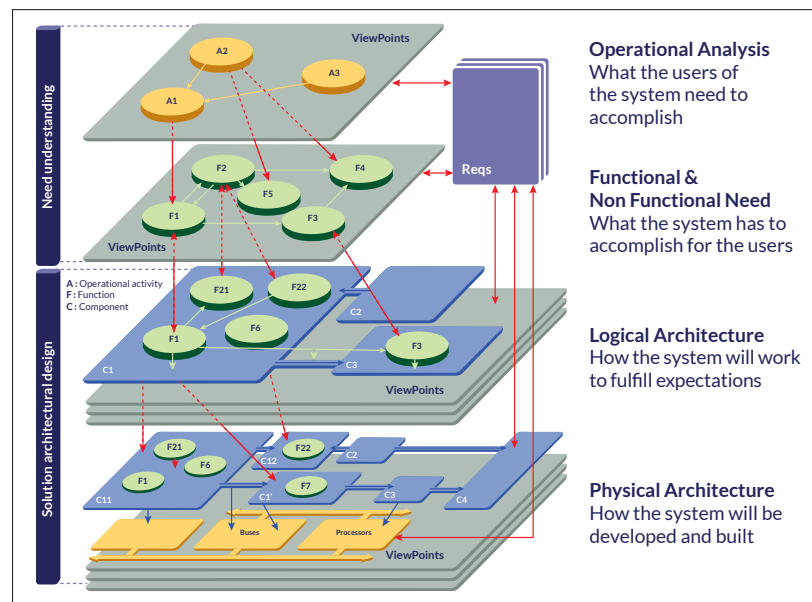 Need understanding
ViewPoints
A2
A3
A1
Operational Analysis
What the users of
the system need to
accomplish
Reqs
F2
F4
F5
F1
F3
ViewPoints
Functional &
Non Functional Need
What the system has to
accomplish for the users
Solution architectural design
A : Operational activity
F : Function
C : Component
F21
F22
C2
F1
F6
F3
C1
C3
ViewPoints
Logical Architecture
How the system will work
to fulfill expectations
F21
F22
C2
C12
F6
F1
F7
C11
C1'
C3
C4
Buses
Processors
ViewPoints
Physical Architecture
How the system will be
developed and built